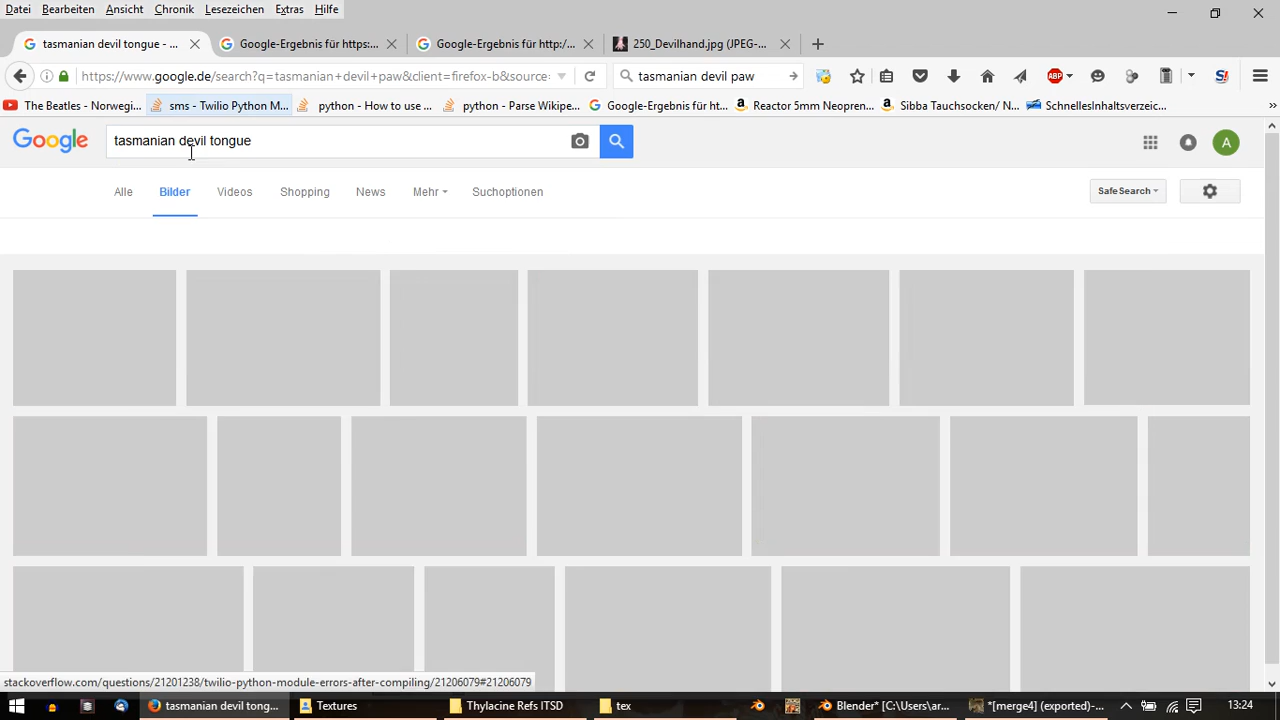 Datei Bearbeiten Ansicht Chronik Lesezeichen Extras Hilfe
tasmanian devil tongue - ... Google-Ergebnis für https:... Google-Ergebnis für http:/... 250_Devilhand.jpg (JPEG-...
https://www.google.de/search?q=tasmanian+devil+paw&client=firefox-b&source: tasmanian devil paw
The Beatles - Norwegi... sms - Twilio Python M... python - How to use ... python - Parse Wikipe... Google-Ergebnis für ht... Reactor 5mm Neopren... Sibba Tauchsocken/ N... SchnellesInhaltsverzeic...
Google tasmanian devil tongue A
Alle Bilder Videos Shopping News Mehr Suchoptionen SafeSearch
stackoverflow.com/questions/21201238/twilio-python-module-errors-after-compiling/21206079#21206079
tasmanian devil tong... Textures Thylacine Refs ITSD tex Blender* [C:\Users\ar... *[merge4] (exported)-... 13:24